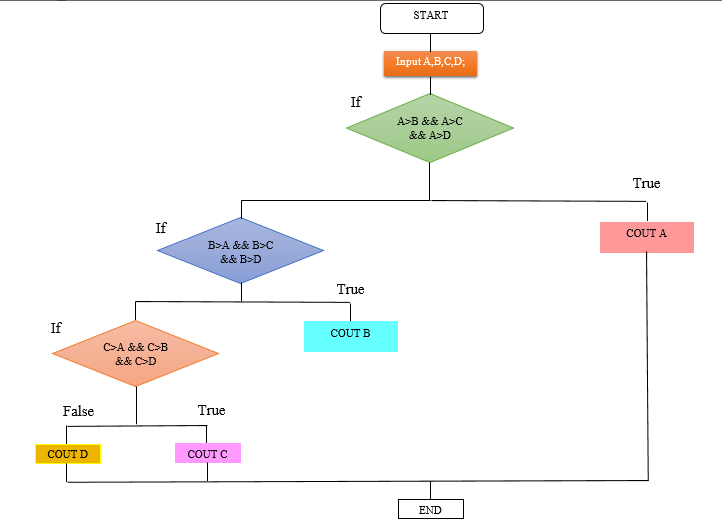 START
Input A,B,C,D;
If
A>B && A>C
&& A>D
True
COUT A
If
B>A && B>C
&& B>D
True
COUT B
If
C>A && C>B
&& C>D
False
True
COUT D
COUT C
END